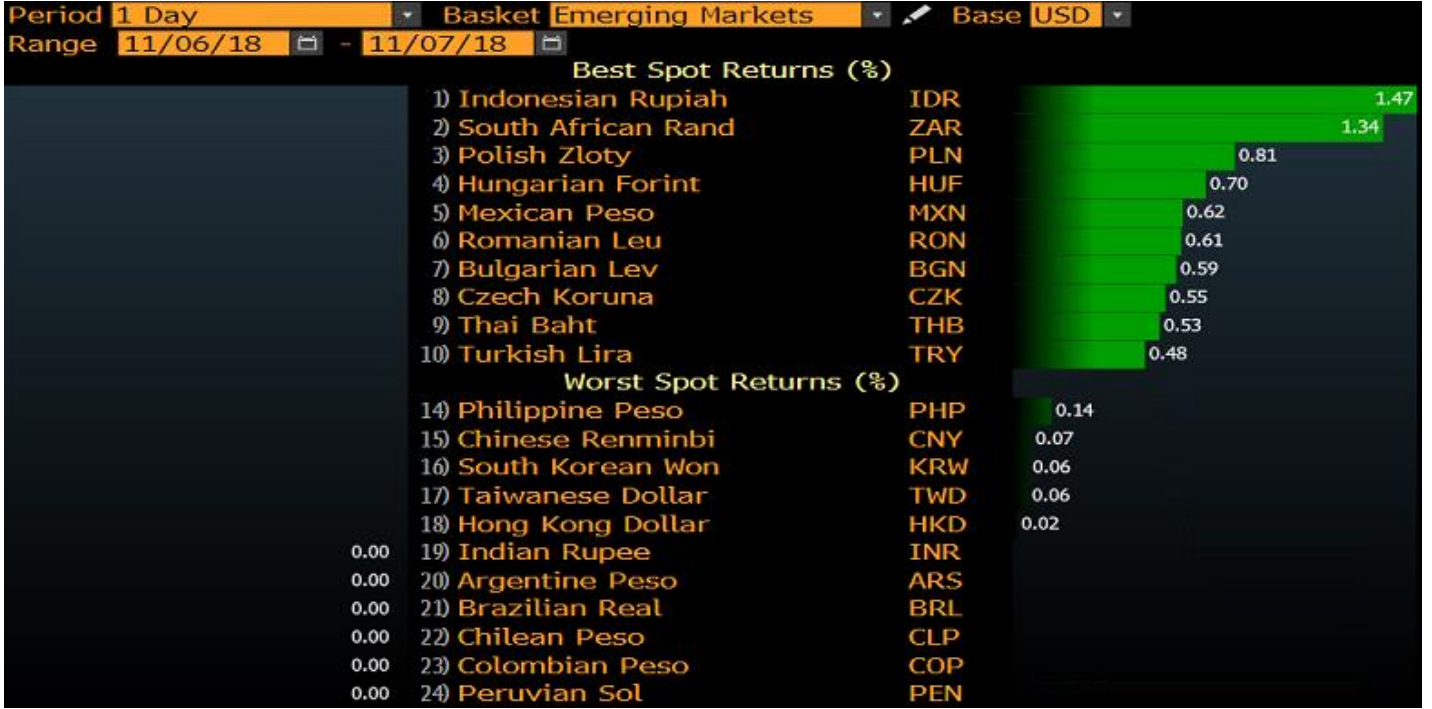 Period 1 Day Basket Emerging Markets Base USD
Range 11/06/18 - 11/07/18
Best Spot Returns (%)
1) Indonesian Rupiah IDR 1.47
2) South African Rand ZAR 1.34
3) Polish Zloty PLN 0.81
4) Hungarian Forint HUF 0.70
5) Mexican Peso MXN 0.62
6) Romanian Leu RON 0.61
7) Bulgarian Lev BGN 0.59
8) Czech Koruna CZK 0.55
9) Thai Baht THB 0.53
10) Turkish Lira TRY 0.48
Worst Spot Returns (%)
14) Philippine Peso PHP 0.14
15) Chinese Renminbi CNY 0.07
16) South Korean Won KRW 0.06
17) Taiwanese Dollar TWD 0.06
18) Hong Kong Dollar HKD 0.02
0.00 19) Indian Rupee INR
0.00 20) Argentine Peso ARS
0.00 21) Brazilian Real BRL
0.00 22) Chilean Peso CLP
0.00 23) Colombian Peso COP
0.00 24) Peruvian Sol PEN